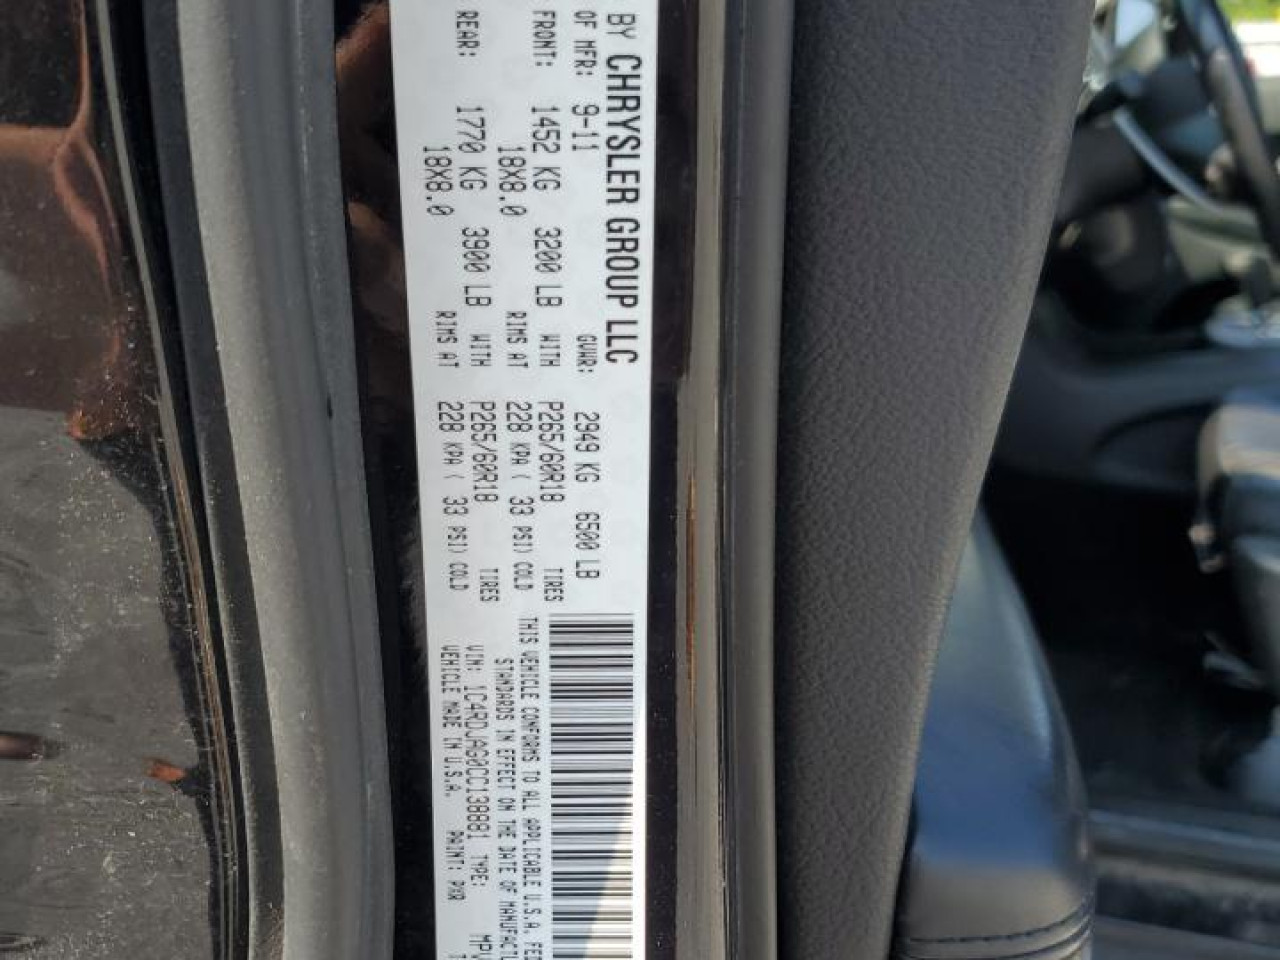 BY CHRYSLER GROUP LLC
OF MFR: 9-11 GVWR: 2949 KG 6500 LB
FRONT: 1452 KG 3200 LB WITH P265/60R18 TIRES
18X8.0 RIMS AT 228 KPA ( 33 PSI) COLD
REAR: 1770 KG 3900 LB WITH P265/60R18 TIRES
18X8.0 RIMS AT 228 KPA ( 33 PSI) COLD
THIS VEHICLE CONFORMS TO ALL APPLICABLE U.S.A.
STANDARDS IN EFFECT ON THE DATE OF
VIN: 1C4RDJAG0CC138881 TYPE: MPV
VEHICLE MADE IN U.S.A. PAINT: PXR